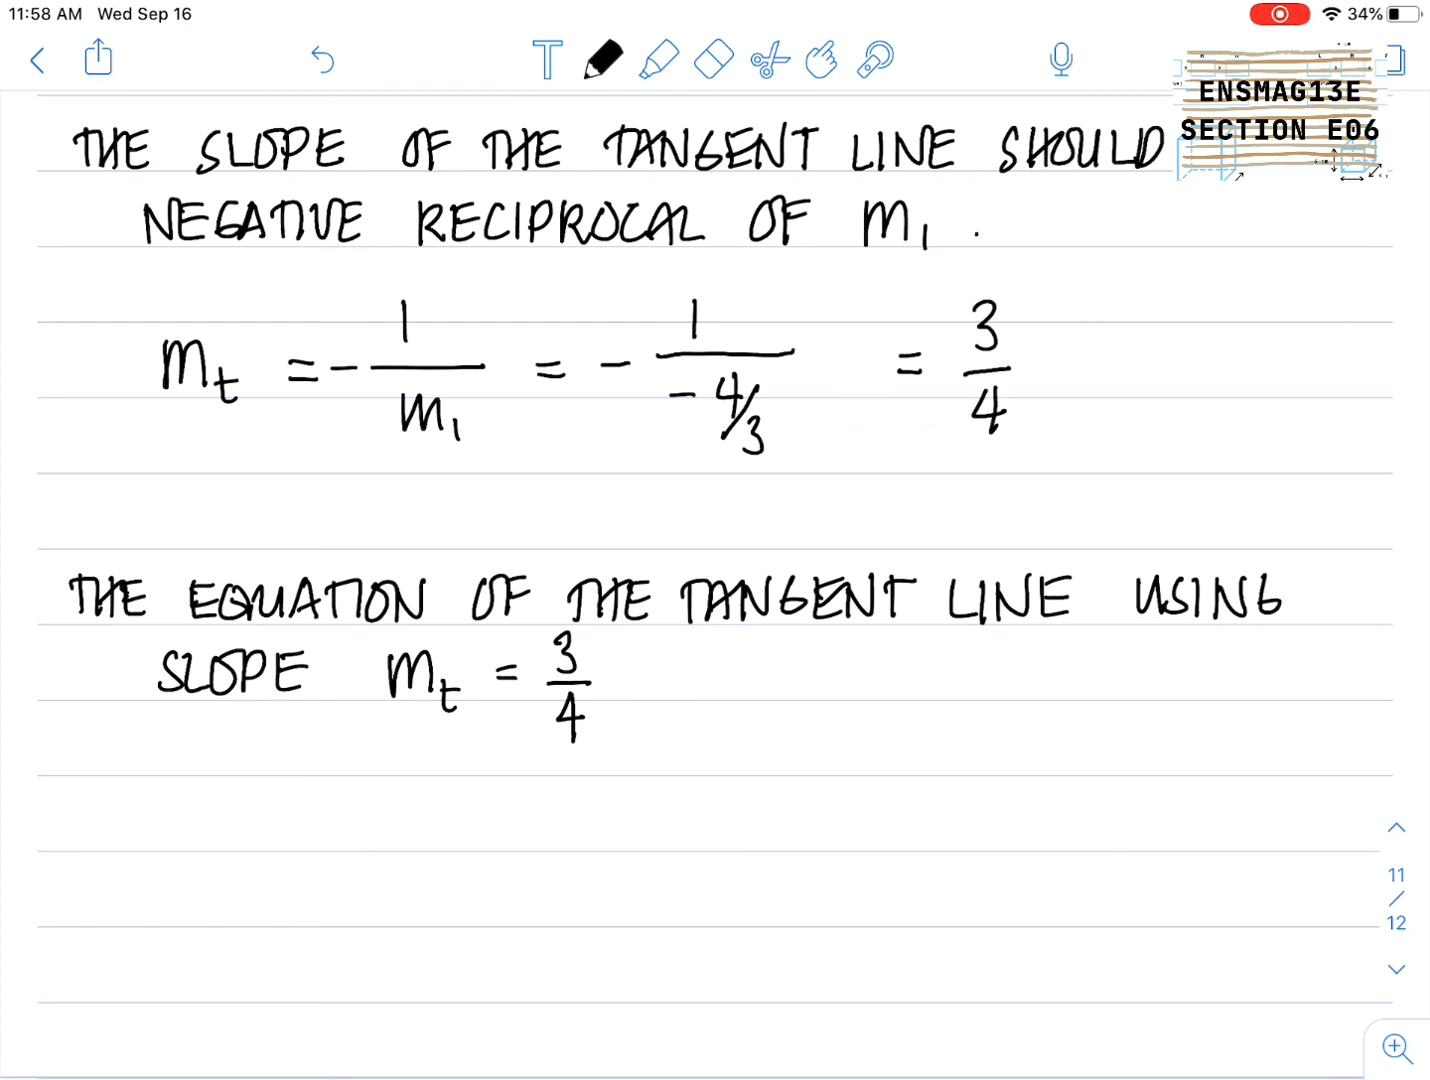 11:58 AM Wed Sep 16
34%
ENSMAG13E
SECTION E06
THE SLOPE OF THE TANGENT LINE SHOULD
NEGATIVE RECIPROCAL OF m₁.
mₜ = - 1/m₁ = - 1/(-4/3) = 3/4
THE EQUATION OF THE TANGENT LINE USING
SLOPE mₜ = 3/4
11
/
12